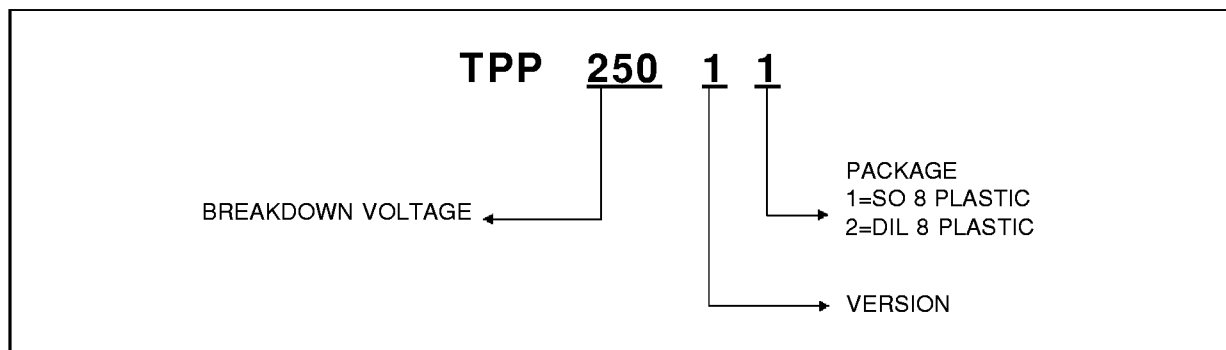 TPP 250 1 1
BREAKDOWN VOLTAGE
PACKAGE
1=SO 8 PLASTIC
2=DIL 8 PLASTIC
VERSION